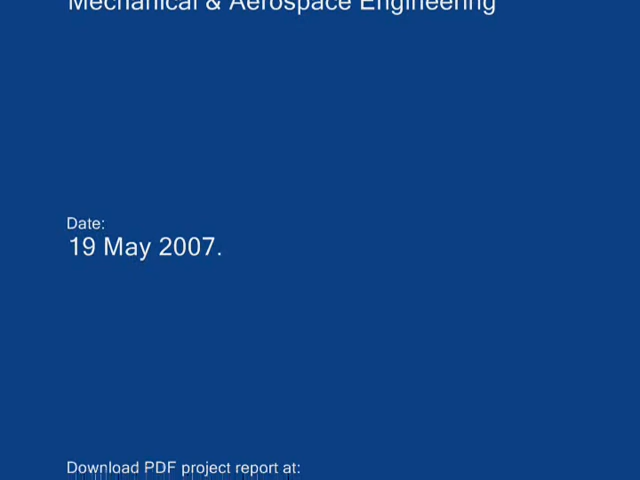 Mechanical & Aerospace Engineering
Date:
19 May 2007.
Download PDF project report at: